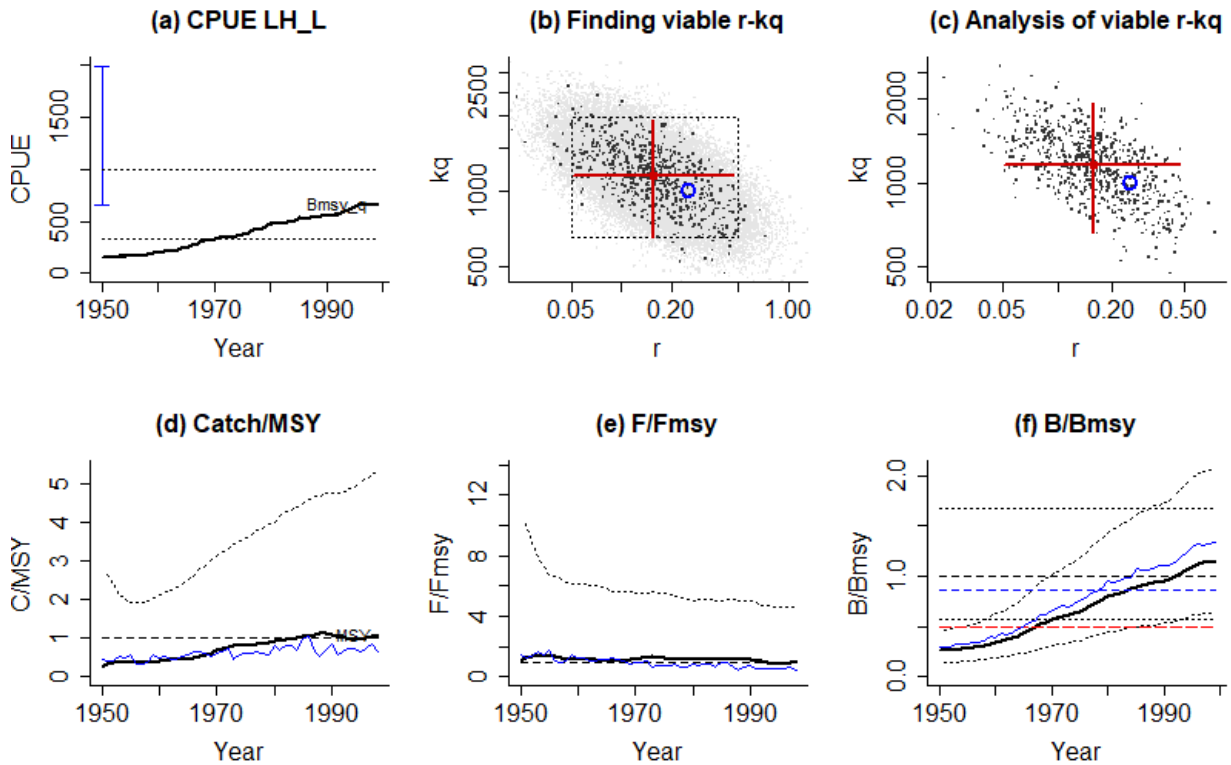 (a) CPUE LH_L
CPUE
0
500
1500
Bmsy_q
1950
1970
1990
Year
(b) Finding viable r-kq
kq
500
1000
2500
0.05
0.20
1.00
r
(c) Analysis of viable r-kq
kq
500
1000
2000
0.02
0.05
0.20
0.50
r
(d) Catch/MSY
C/MSY
0
1
2
3
4
5
MSY
1950
1970
1990
Year
(e) F/Fmsy
F/Fmsy
0
4
8
12
1950
1970
1990
Year
(f) B/Bmsy
B/Bmsy
0.0
1.0
2.0
1950
1970
1990
Year